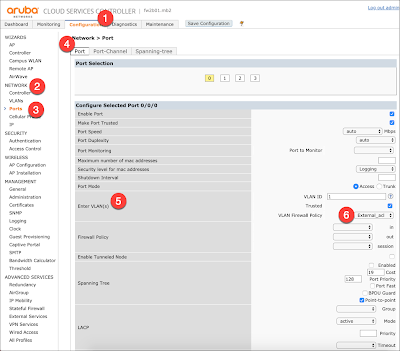 aruba
NETWORKS
CLOUD SERVICES CONTROLLER | fw2001.mb2
Log out admin
Dashboard Monitoring Configuration Diagnostics Maintenance Save Configuration
1
WIZARDS
AP
Controller
Campus WLAN
Remote AP
AirWave
NETWORK
2
Controller
VLANs
> Ports
3
Cellular Profile
IP
SECURITY
Authentication
Access Control
WIRELESS
AP Configuration
AP Installation
MANAGEMENT
General
Administration
Certificates
SNMP
Logging
Clock
Guest Provisioning
Captive Portal
SMTP
Bandwidth Calculator
Threshold
ADVANCED SERVICES
Redundancy
AirGroup
IP Mobility
Stateful Firewall
External Services
VPN Services
Wired Access
All Profiles
Network > Port
4
Port Port-Channel Spanning-tree
Port Selection
0 1 2 3
Configure Selected Port 0/0/0
Enable Port
Make Port Trusted
Port Speed auto Mbps
Port Duplexity auto
Port Monitoring Port to Monitor
Maximum number of mac addresses
Security level for mac addresses Logging
Shutdown Interval
Port Mode Access Trunk
Enter VLAN(s) 5
VLAN ID 1
Trusted
VLAN Firewall Policy 6 External_ad
Firewall Policy
in
out
session
Enable Tunneled Node
Spanning Tree
Enabled
19 Cost
128 Port Priority
Port Fast
BPDU Guard
Point-to-point
LACP
Group
active Mode
Priority
Timeout